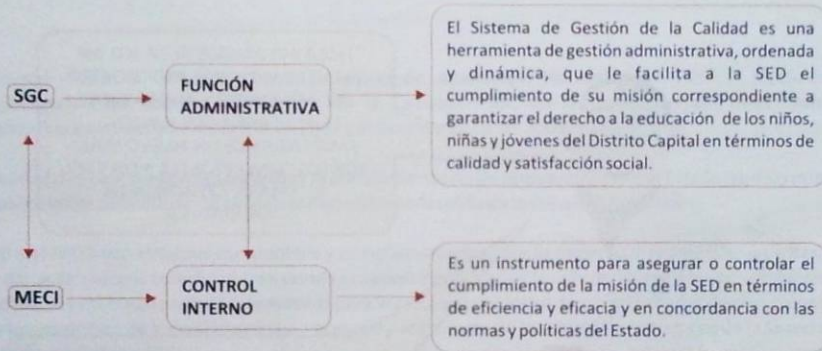 SGC
FUNCIÓN
ADMINISTRATIVA
El Sistema de Gestión de la Calidad es una
herramienta de gestión administrativa, ordenada
y dinámica, que le facilita a la SED el
cumplimiento de su misión correspondiente a
garantizar el derecho a la educación de los niños,
niñas y jóvenes del Distrito Capital en términos de
calidad y satisfacción social.
MECI
CONTROL
INTERNO
Es un instrumento para asegurar o controlar el
cumplimiento de la misión de la SED en términos
de eficiencia y eficacia y en concordancia con las
normas y políticas del Estado.